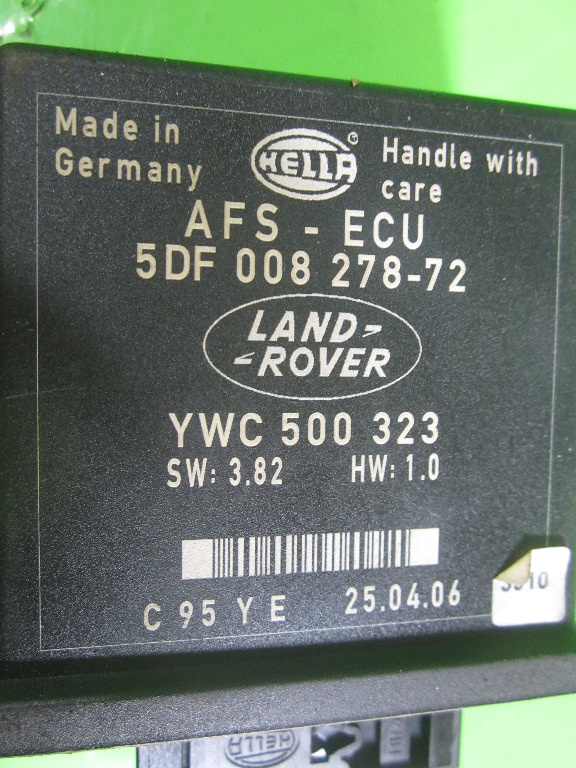 Made in
Germany
HELLA
Handle with
care
AFS - ECU
5DF 008 278-72
LAND-
-ROVER
YWC 500 323
SW: 3.82 HW: 1.0
C 95 Y E 25.04.06
HELLA